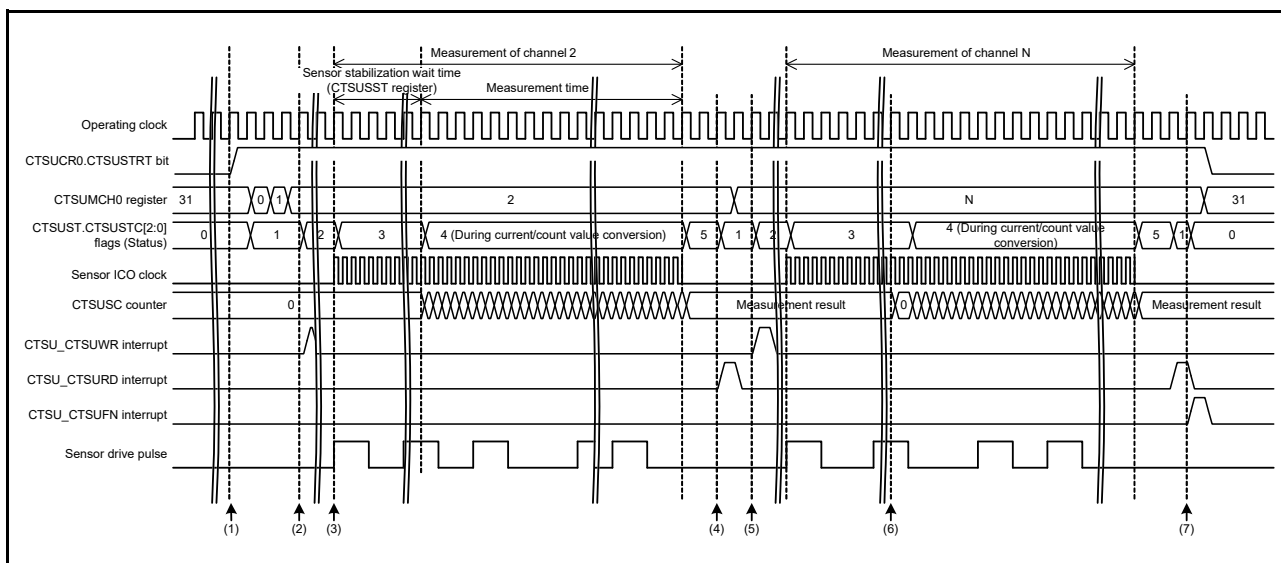 Measurement of channel 2
Measurement of channel N
Sensor stabilization wait time
(CTSUSST register)
Measurement time
Operating clock
CTSUCR0.CTSUSTRT bit
CTSUMCH0 register
31 0 1 2 N 31
CTSUST.CTSUSTC[2:0]
flags (Status)
0 1 2 3 4 (During current/count value conversion) 5 1 2 3 4 (During current/count value
conversion) 5 1 0
Sensor ICO clock
CTSUSC counter
0 Measurement result 0 Measurement result
CTSU_CTSUWR interrupt
CTSU_CTSURD interrupt
CTSU_CTSUFN interrupt
Sensor drive pulse
(1) (2) (3) (4) (5) (6) (7)